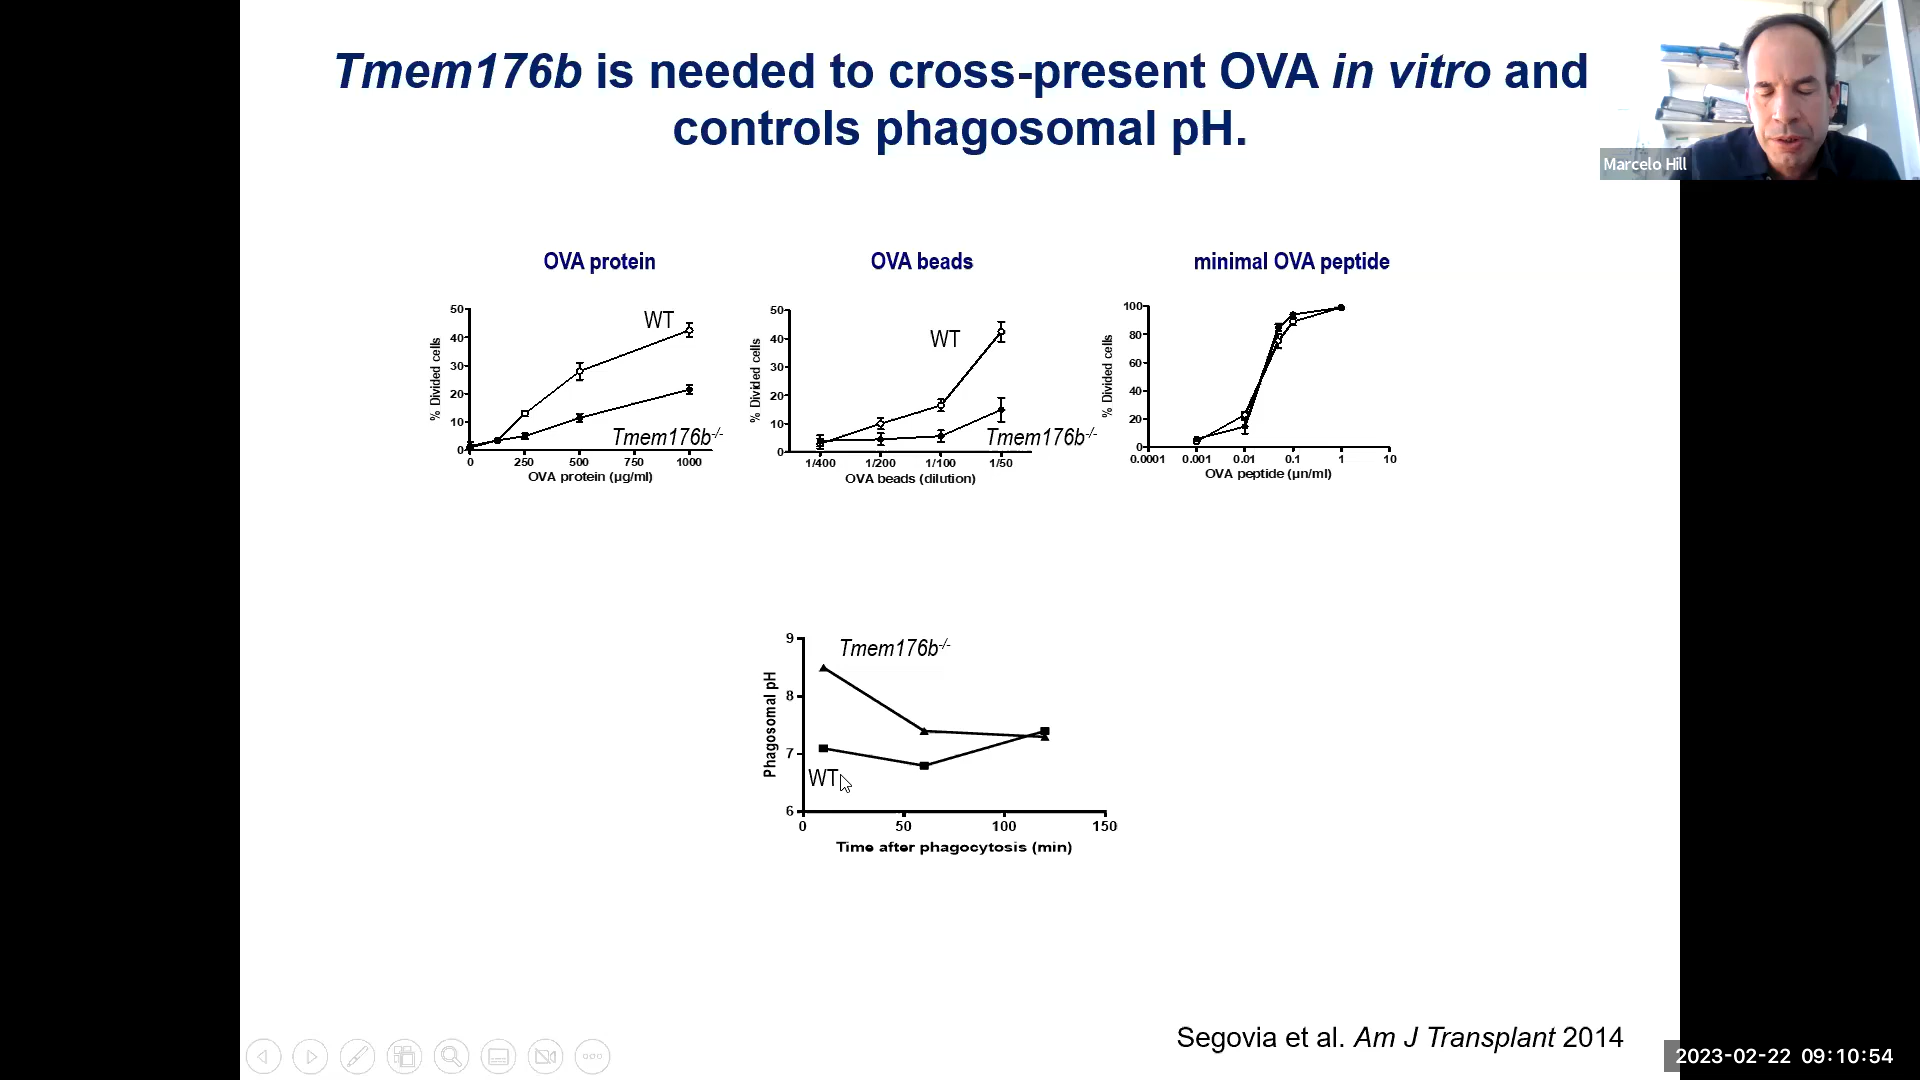 Tmem176b is needed to cross-present OVA in vitro and
controls phagosomal pH.
Marcelo Hill
OVA protein
OVA beads
minimal OVA peptide
50
40
30
20
10
0
% Divided cells
WT
Tmem176b-/-
0 250 500 750 1000
OVA protein (µg/ml)
50
40
30
20
10
0
% Divided cells
WT
Tmem176b-/-
1/400 1/200 1/100 1/50
OVA beads (dilution)
100
80
60
40
20
0
% Divided cells
0.0001 0.001 0.01 0.1 1 10
OVA peptide (µn/ml)
9
8
7
6
Phagosomal pH
Tmem176b-/-
WT
0 50 100 150
Time after phagocytosis (min)
Segovia et al. Am J Transplant 2014
2023-02-22 09:10:54